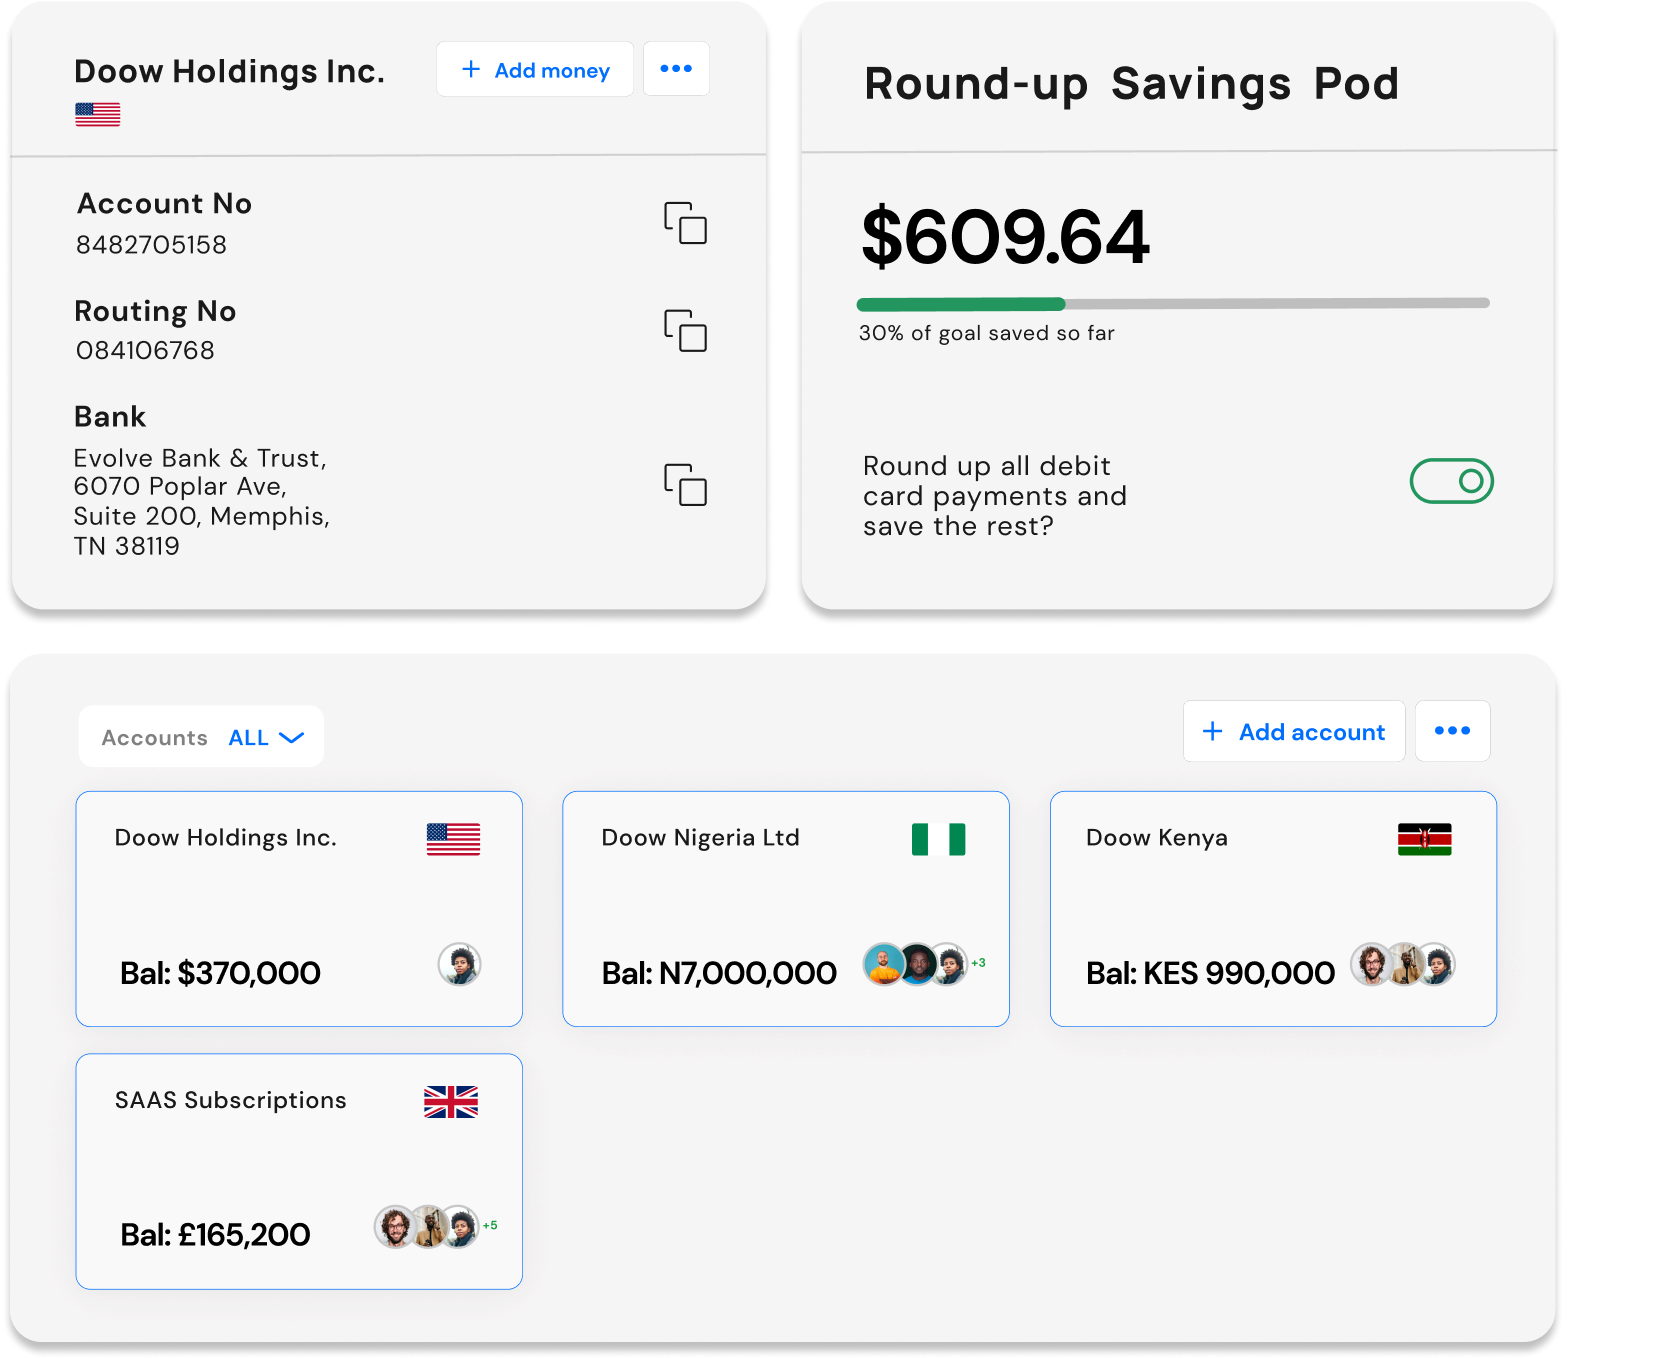 Doow Holdings Inc.
+ Add money
Account No
8482705158
Routing No
084106768
Bank
Evolve Bank & Trust,
6070 Poplar Ave,
Suite 200, Memphis,
TN 38119
Round-up Savings Pod
$609.64
30% of goal saved so far
Round up all debit
card payments and
save the rest?
Accounts ALL
+ Add account
Doow Holdings Inc.
Bal: $370,000
Doow Nigeria Ltd
Bal: N7,000,000
+3
Doow Kenya
Bal: KES 990,000
SAAS Subscriptions
Bal: £165,200
+5